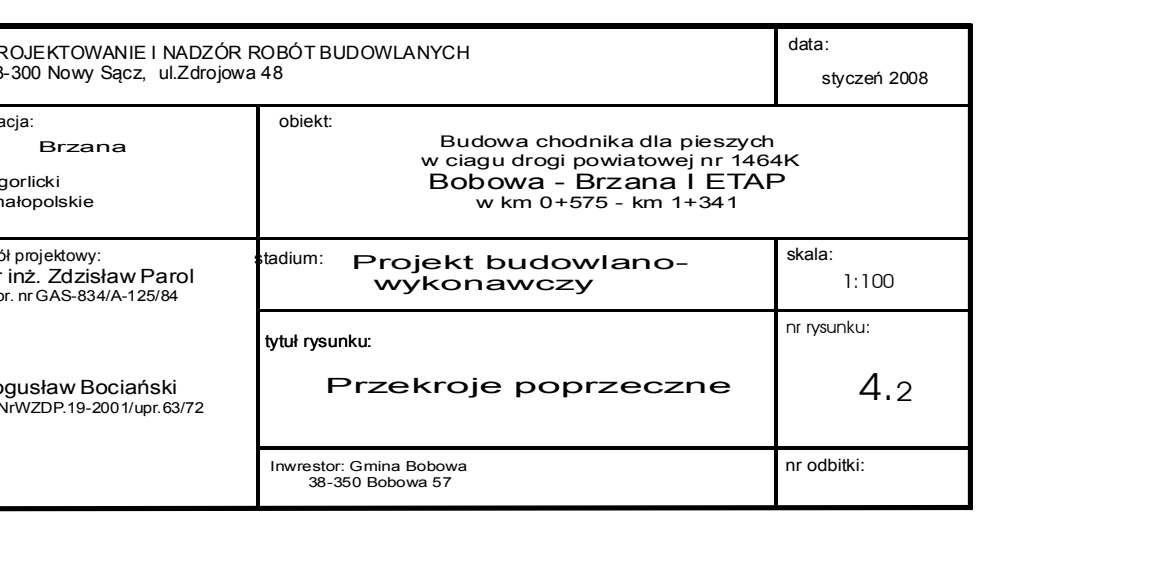 ROJEKTOWANIE I NADZÓR ROBÓT BUDOWLANYCH
3-300 Nowy Sącz, ul.Zdrojowa 48
data:
styczeń 2008
acja:
Brzana
gorlicki
małopolskie
obiekt:
Budowa chodnika dla pieszych
w ciagu drogi powiatowej nr 1464K
Bobowa - Brzana I ETAP
w km 0+575 - km 1+341
ół projektowy:
r inż. Zdzisław Parol
pr. nr GAS-834/A-125/84
ogusław Bociański
NrWZDP.19-2001/upr.63/72
stadium:
Projekt budowlano-
wykonawczy
skala:
1:100
tytuł rysunku:
Przekroje poprzeczne
nr rysunku:
4.2
Inwrestor: Gmina Bobowa
38-350 Bobowa 57
nr odbitki: